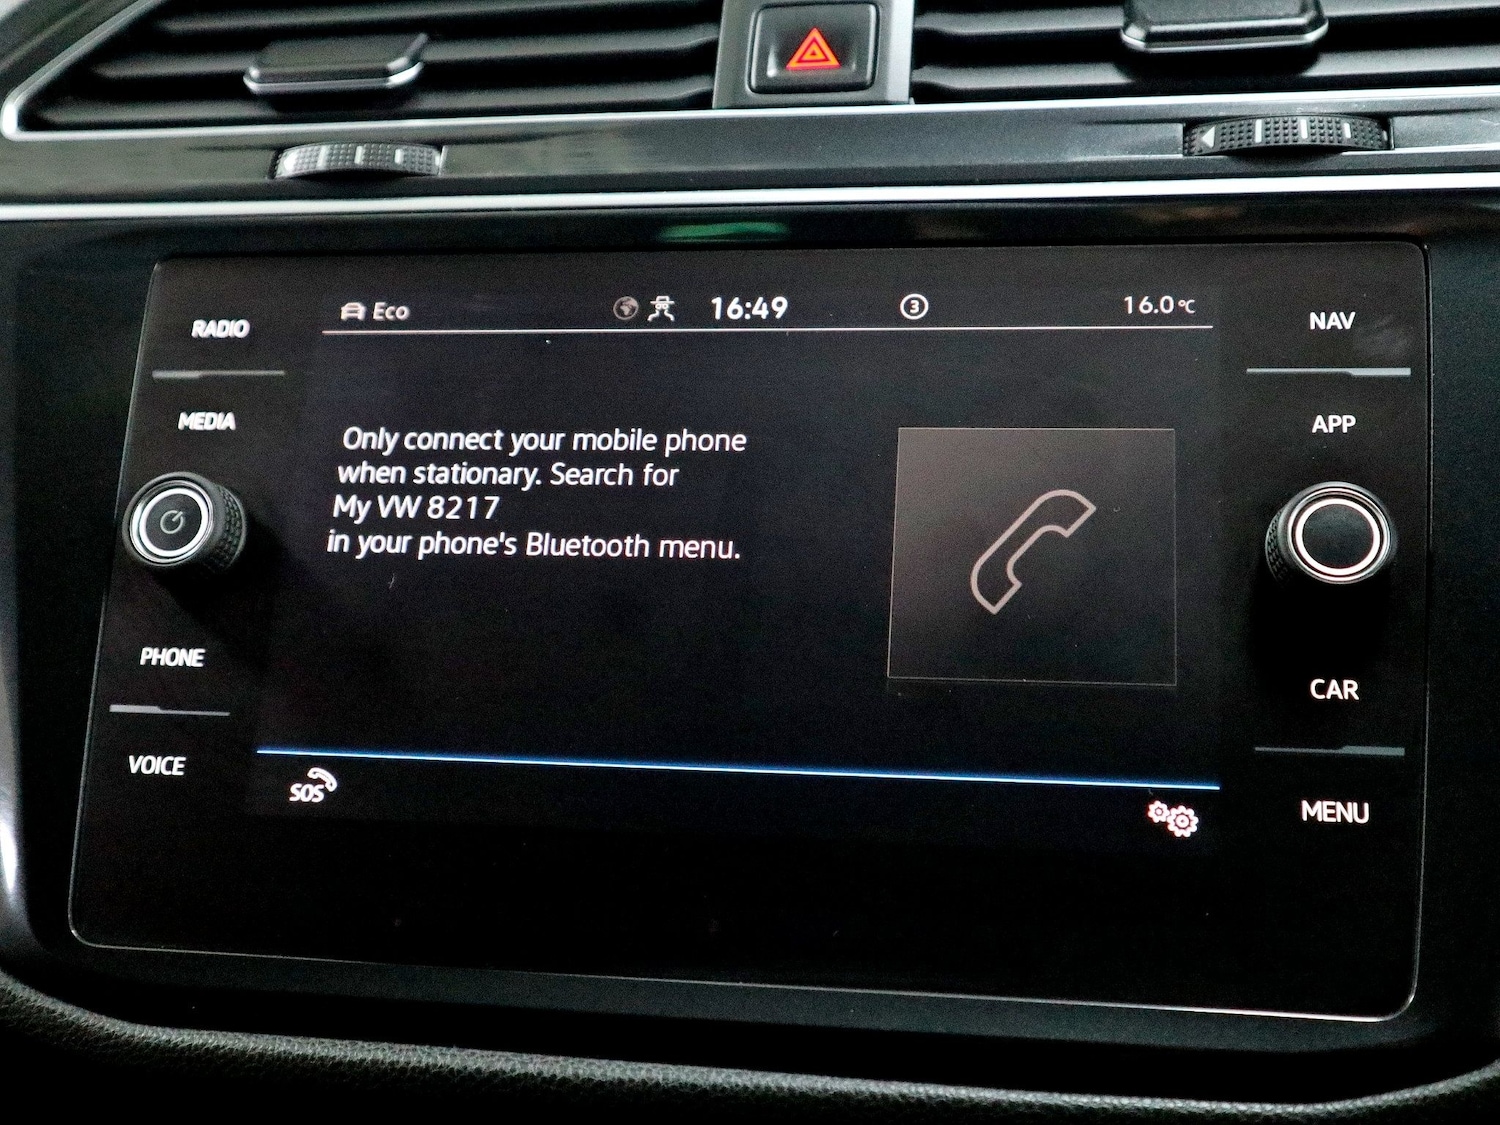 Eco 16:49 3 16.0°C
RADIO
MEDIA
PHONE
VOICE
Only connect your mobile phone
when stationary. Search for
My VW 8217
in your phone's Bluetooth menu.
SOS
NAV
APP
CAR
MENU